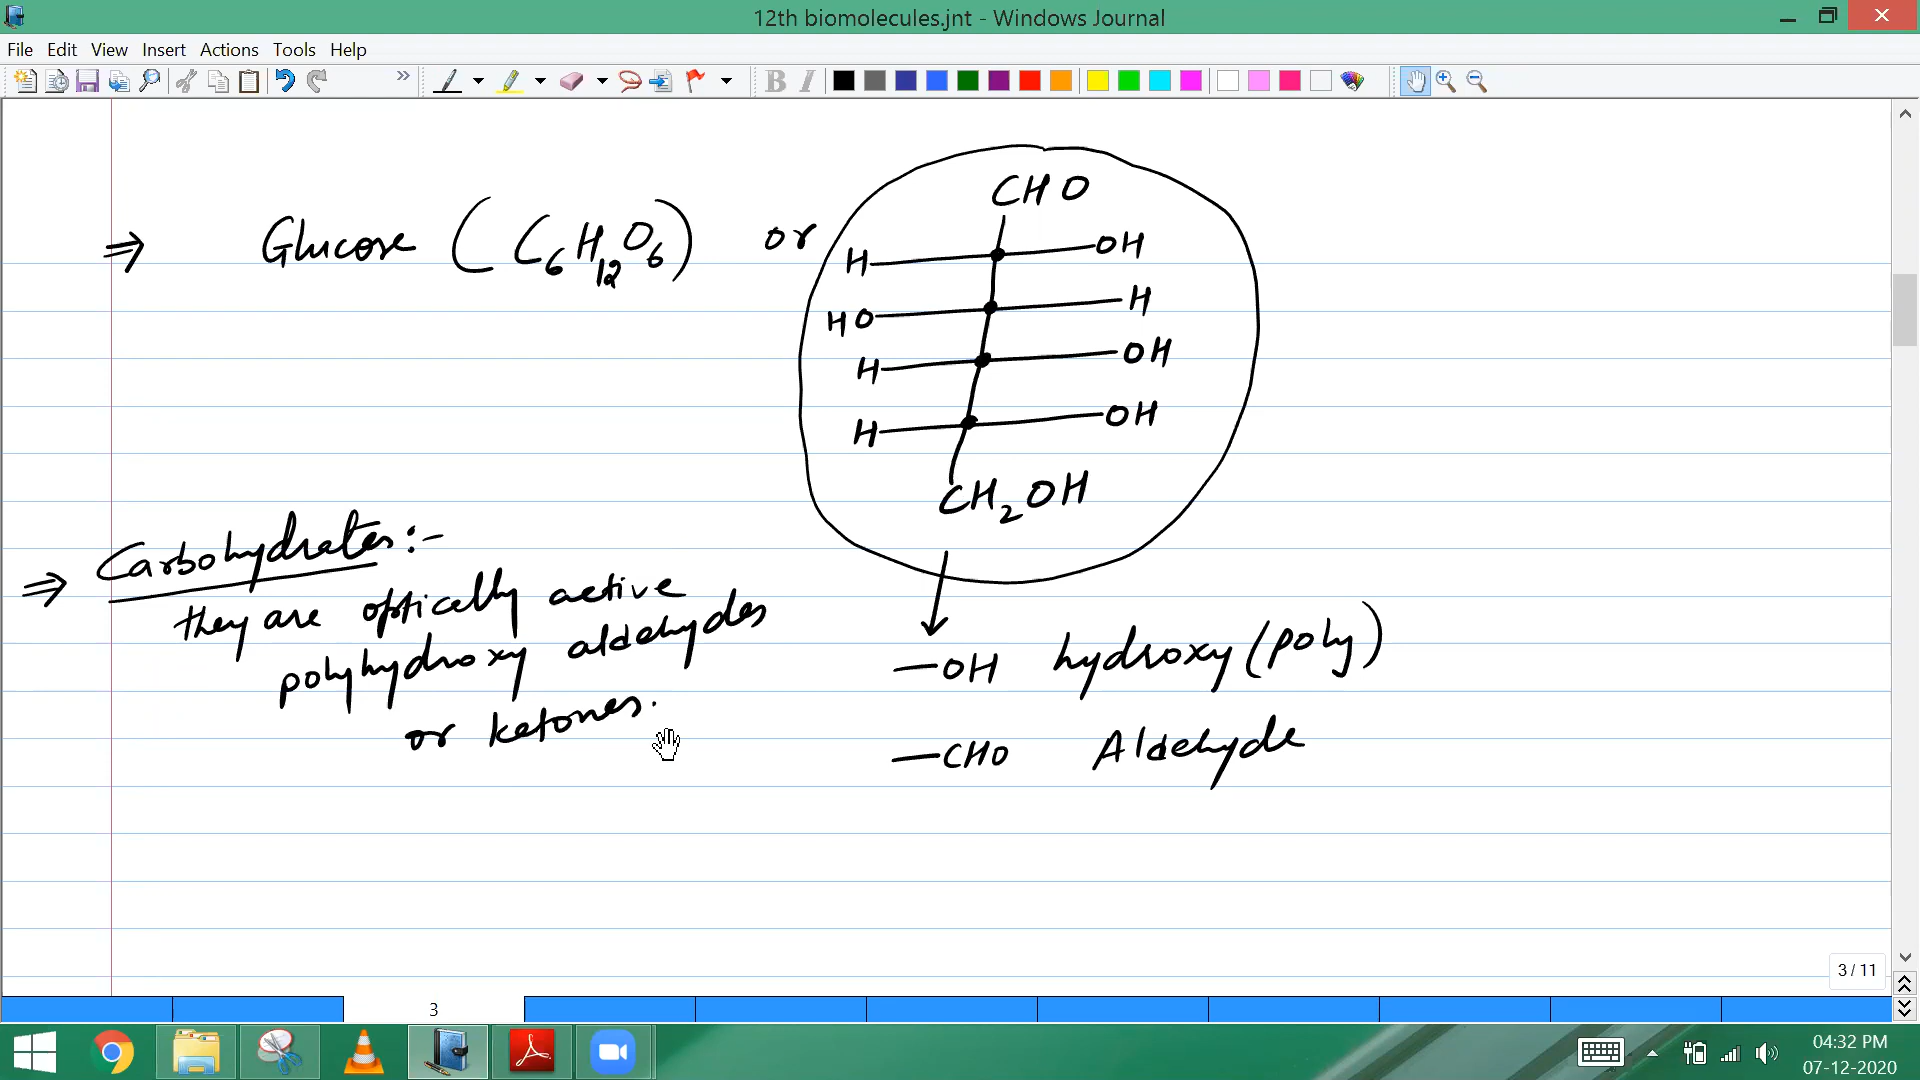 12th biomolecules.jnt - Windows Journal
File Edit View Insert Actions Tools Help
⇒ Glucose (C₆H₁₂O₆) or
CHO
H OH
HO H
H OH
H OH
CH₂OH
⇒ Carbohydrates :-
they are optically active
polyhydroxy aldehydes
or ketones.
—OH hydroxy (poly)
—CHO Aldehyde
3 / 11
3
04:32 PM
07-12-2020